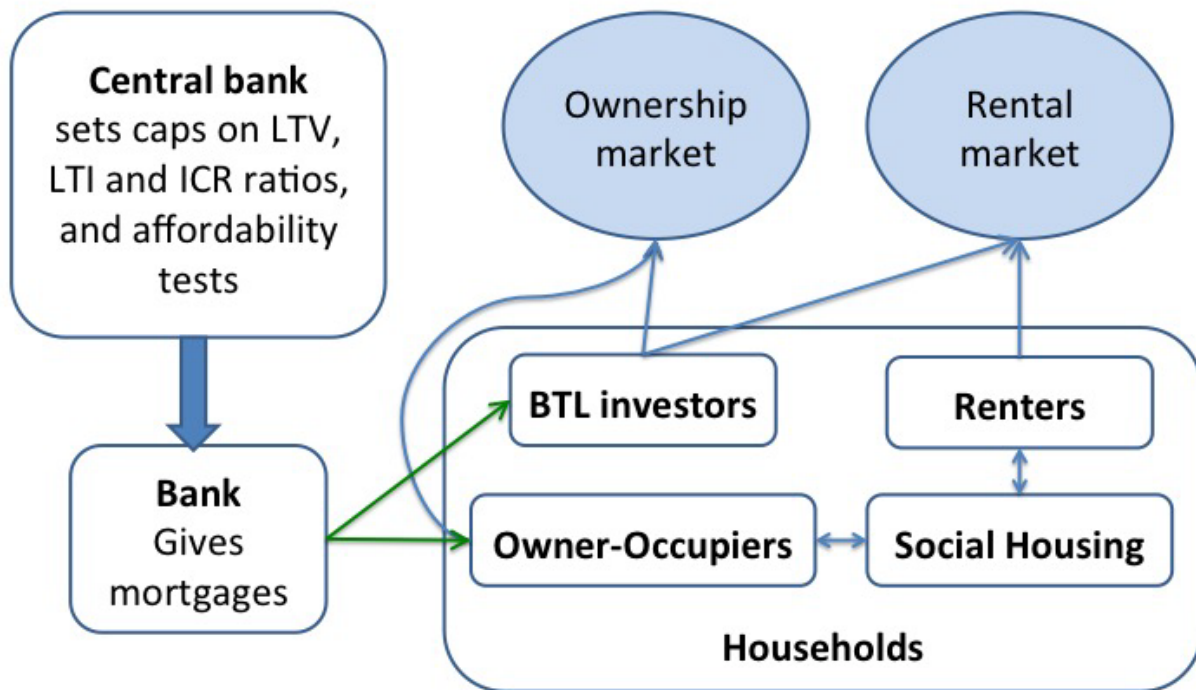 Central bank
sets caps on LTV,
LTI and ICR ratios,
and affordability
tests
Ownership
market
Rental
market
BTL investors
Renters
Bank
Gives
mortgages
Owner-Occupiers
Social Housing
Households